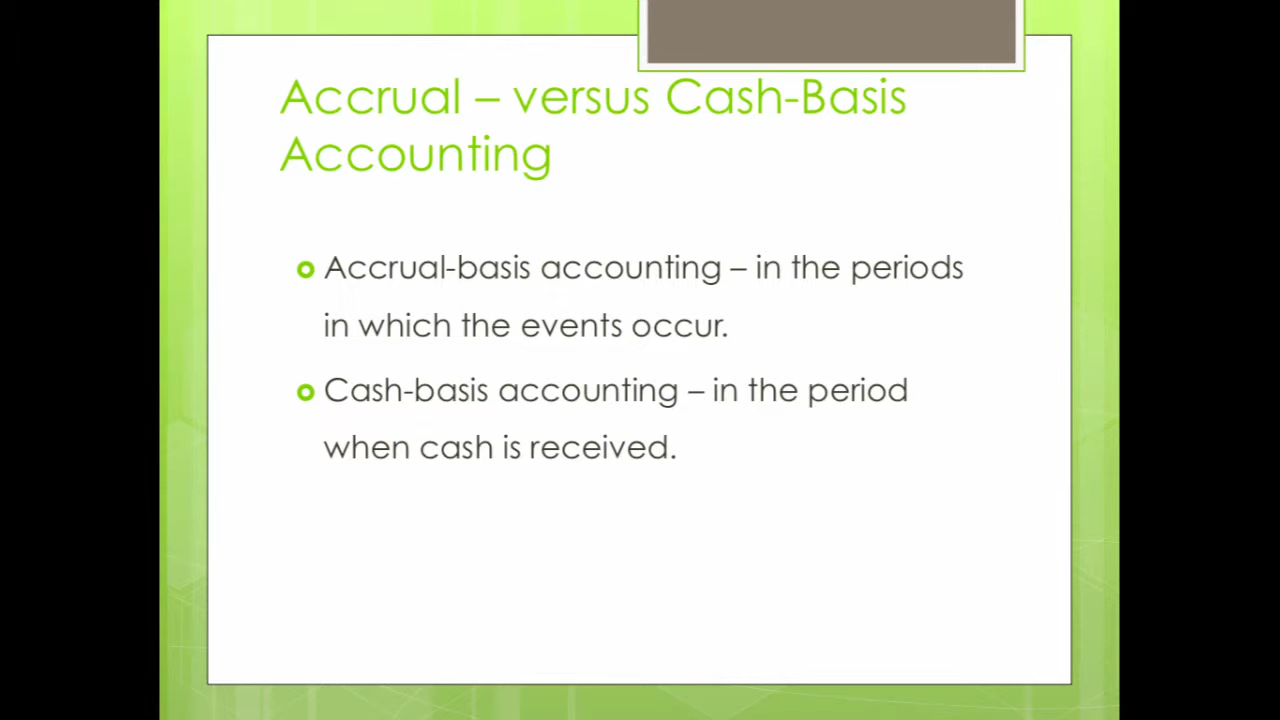 Accrual – versus Cash-Basis
Accounting
Accrual-basis accounting – in the periods
in which the events occur.
Cash-basis accounting – in the period
when cash is received.